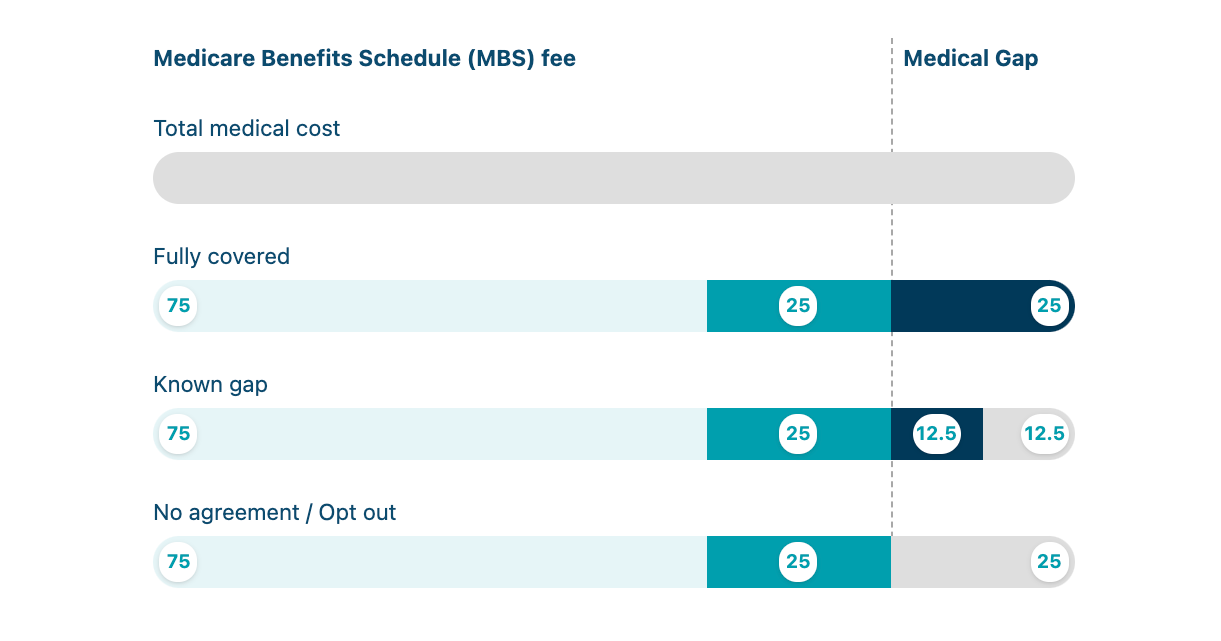 Medicare Benefits Schedule (MBS) fee
Medical Gap
Total medical cost
Fully covered
75
25
25
Known gap
75
25
12.5
12.5
No agreement / Opt out
75
25
25